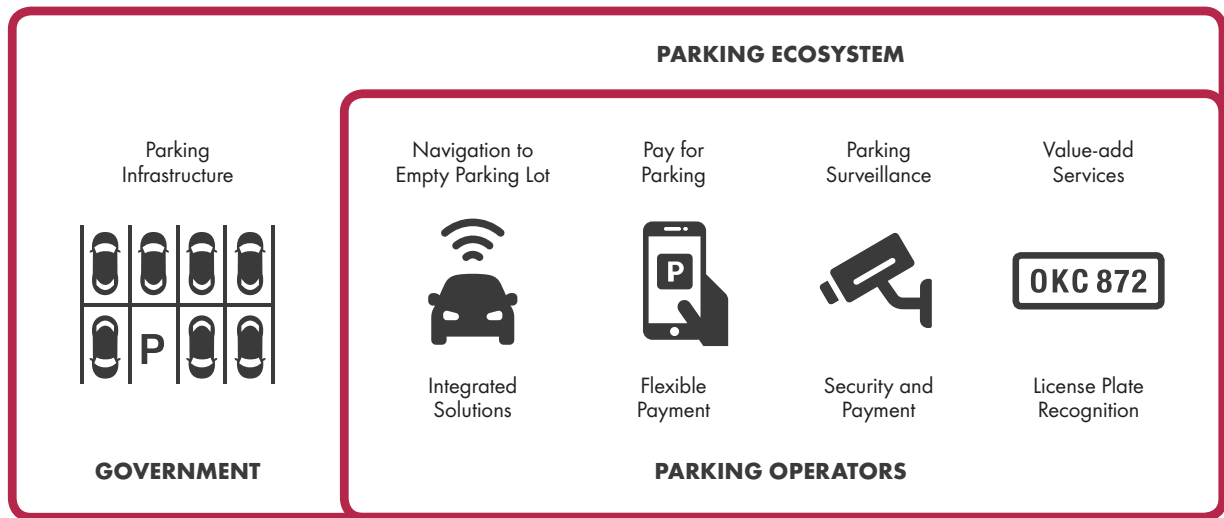 PARKING ECOSYSTEM
Parking
Infrastructure
P
GOVERNMENT
Navigation to
Empty Parking Lot
Integrated
Solutions
Pay for
Parking
P
Flexible
Payment
Parking
Surveillance
Security and
Payment
Value-add
Services
OKC 872
License Plate
Recognition
PARKING OPERATORS